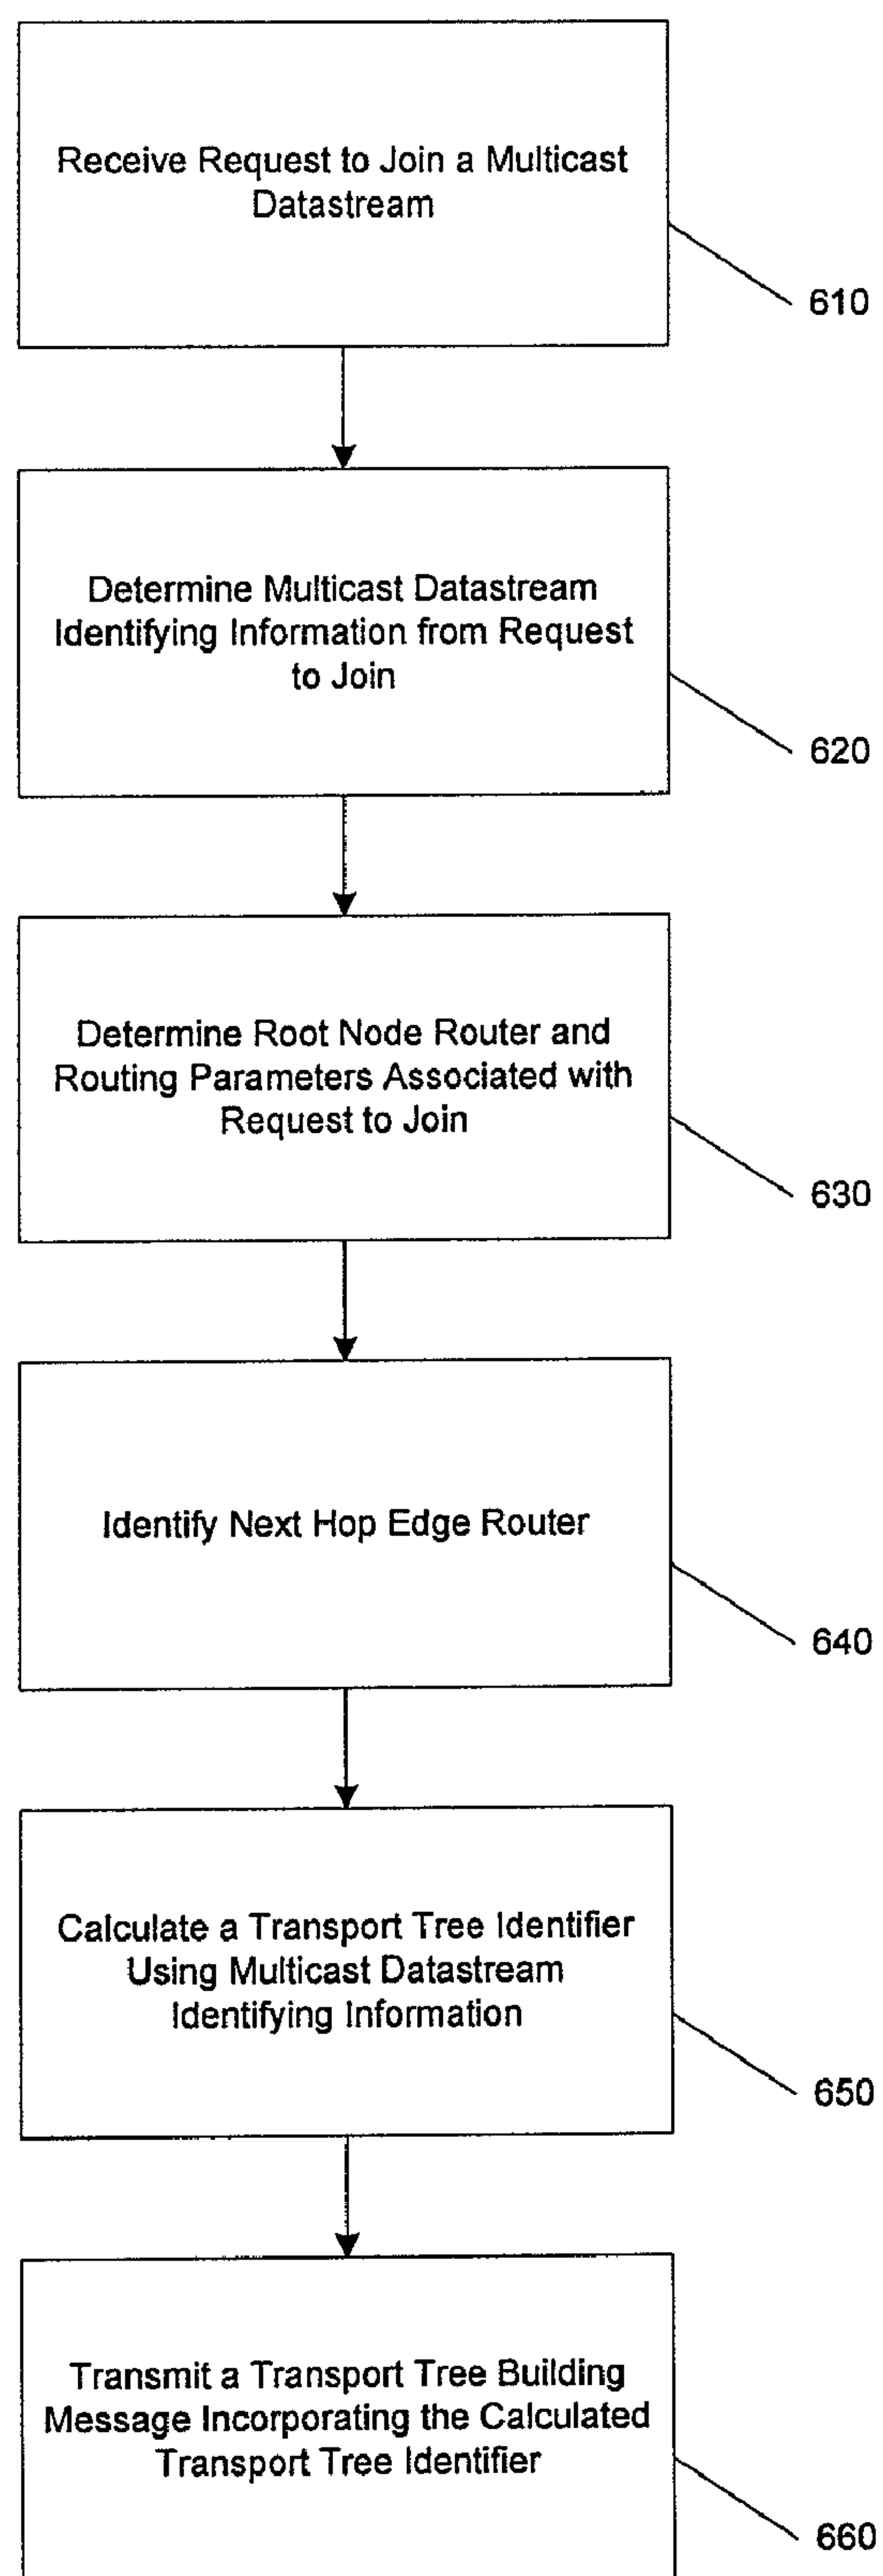 Receive Request to Join a Multicast
Datastream
610
Determine Multicast Datastream
Identifying Information from Request
to Join
620
Determine Root Node Router and
Routing Parameters Associated with
Request to Join
630
Identify Next Hop Edge Router
640
Calculate a Transport Tree Identifier
Using Multicast Datastream
Identifying Information
650
Transmit a Transport Tree Building
Message Incorporating the Calculated
Transport Tree Identifier
660